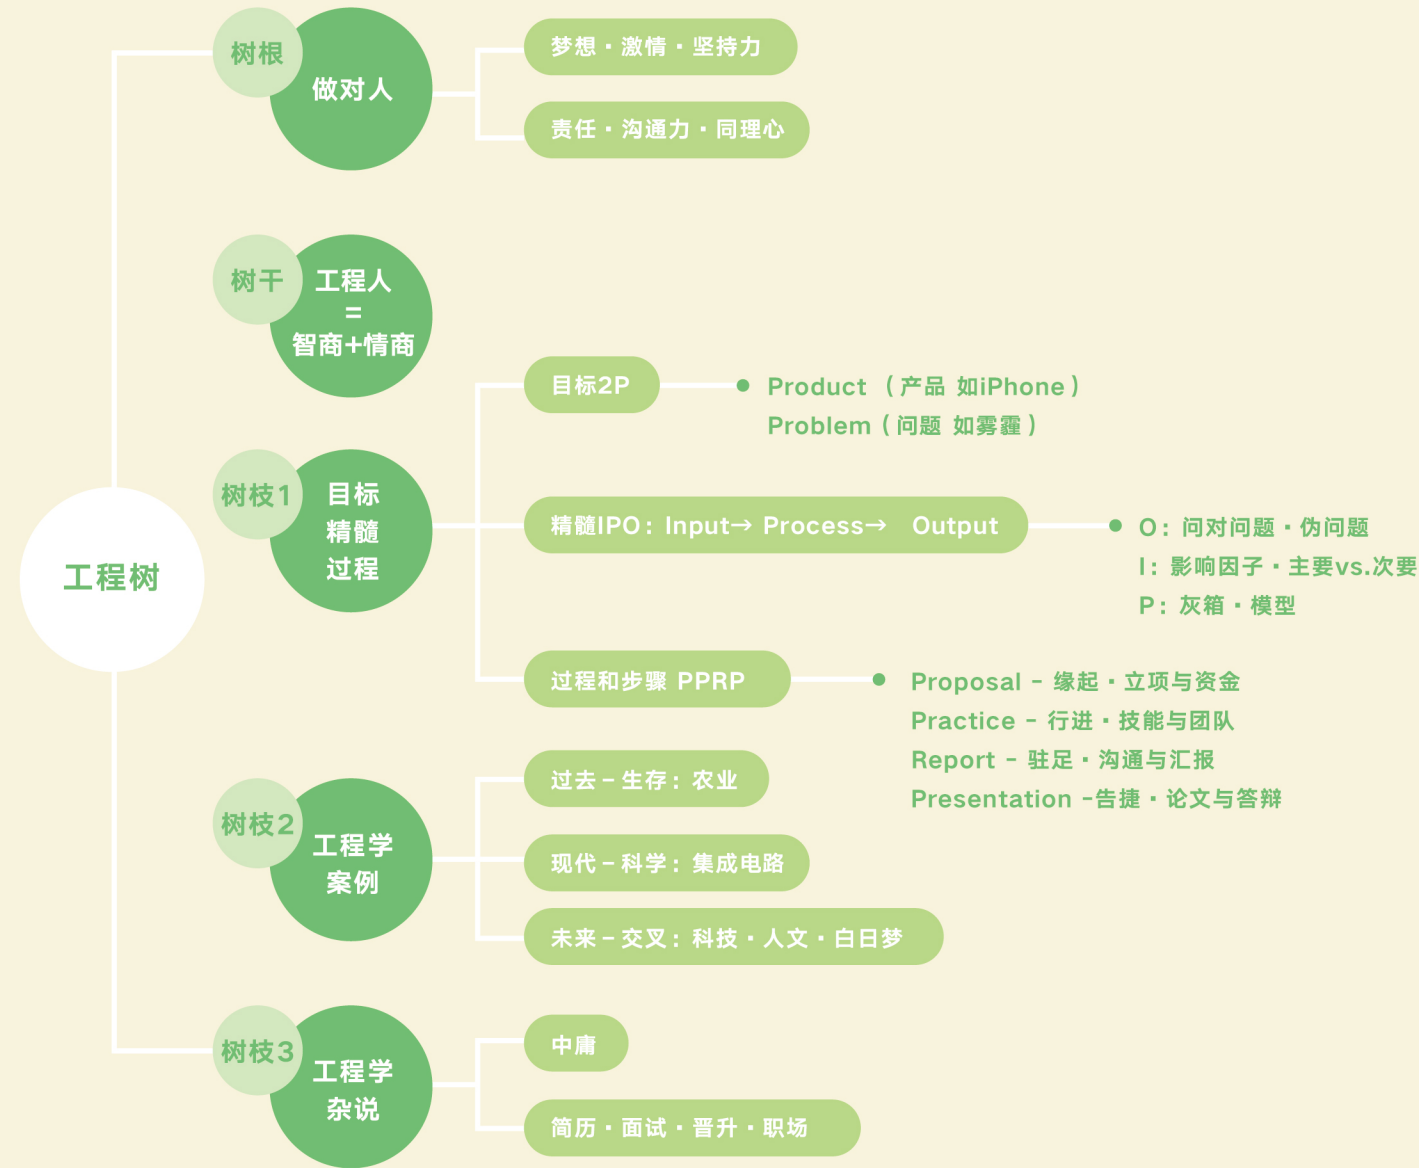 工程树
树根
做对人
梦想·激情·坚持力
责任·沟通力·同理心
树干
工程人
=
智商+情商
树枝1
目标
精髓
过程
目标2P
Product （产品 如iPhone）
Problem（问题 如雾霾）
精髓IPO：Input→ Process→ Output
O：问对问题·伪问题
I：影响因子·主要vs.次要
P：灰箱·模型
过程和步骤 PPRP
Proposal – 缘起·立项与资金
Practice – 行进·技能与团队
Report – 驻足·沟通与汇报
Presentation –告捷·论文与答辩
树枝2
工程学
案例
过去–生存：农业
现代–科学：集成电路
未来–交叉：科技·人文·白日梦
树枝3
工程学
杂说
中庸
简历·面试·晋升·职场